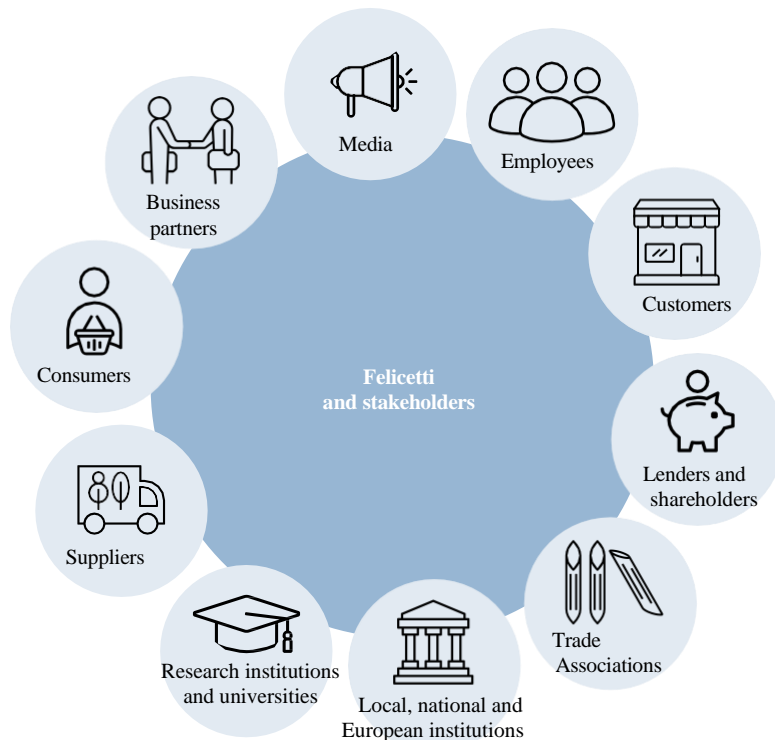 Media
Employees
Business
partners
Customers
Consumers
Felicetti
and stakeholders
Lenders and
shareholders
Suppliers
Trade
Associations
Research institutions
and universities
Local, national and
European institutions